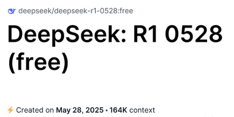 deepseek/deepseek-r1-0528:free
DeepSeek: R1 0528
(free)
Created on May 28, 2025 • 164K context